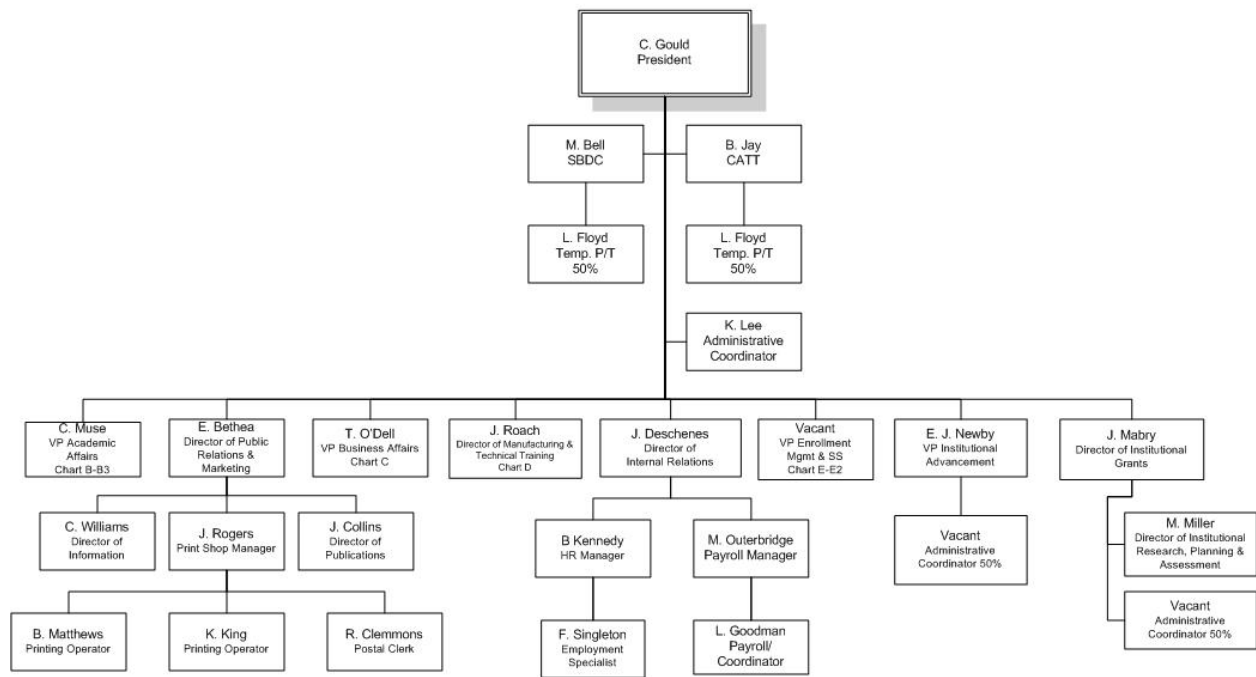 C. Gould
President
M. Bell
SBDC
B. Jay
CATT
L. Floyd
Temp. P/T
50%
L. Floyd
Temp. P/T
50%
K. Lee
Administrative
Coordinator
C. Muse
VP Academic
Affairs
Chart B-B3
E. Bethea
Director of Public
Relations &
Marketing
T. O'Dell
VP Business Affairs
Chart C
J. Roach
Director of Manufacturing &
Technical Training
Chart D
J. Deschenes
Director of
Internal Relations
Vacant
VP Enrollment
Mgmt & SS
Chart E-E2
E. J. Newby
VP Institutional
Advancement
J. Mabry
Director of Institutional
Grants
C. Williams
Director of
Information
J. Rogers
Print Shop Manager
J. Collins
Director of
Publications
B Kennedy
HR Manager
M. Outerbridge
Payroll Manager
Vacant
Administrative
Coordinator 50%
M. Miller
Director of Institutional
Research, Planning &
Assessment
B. Matthews
Printing Operator
K. King
Printing Operator
R. Clemmons
Postal Clerk
F. Singleton
Employment
Specialist
L. Goodman
Payroll/
Coordinator
Vacant
Administrative
Coordinator 50%